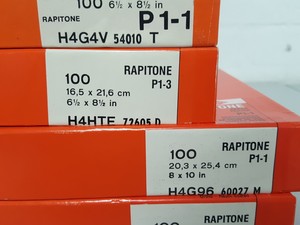 100 6½ x 8½ in
RAPITONE P1-1
H4G4V 54010 T
100 RAPITONE
16,5 x 21,6 cm P1-3
6½ x 8½ in
H4HTE 72605 D
100 RAPITONE
20,3 x 25,4 cm P1-1
8 x 10 in
H4G96 60027 M
100 RAPITONE